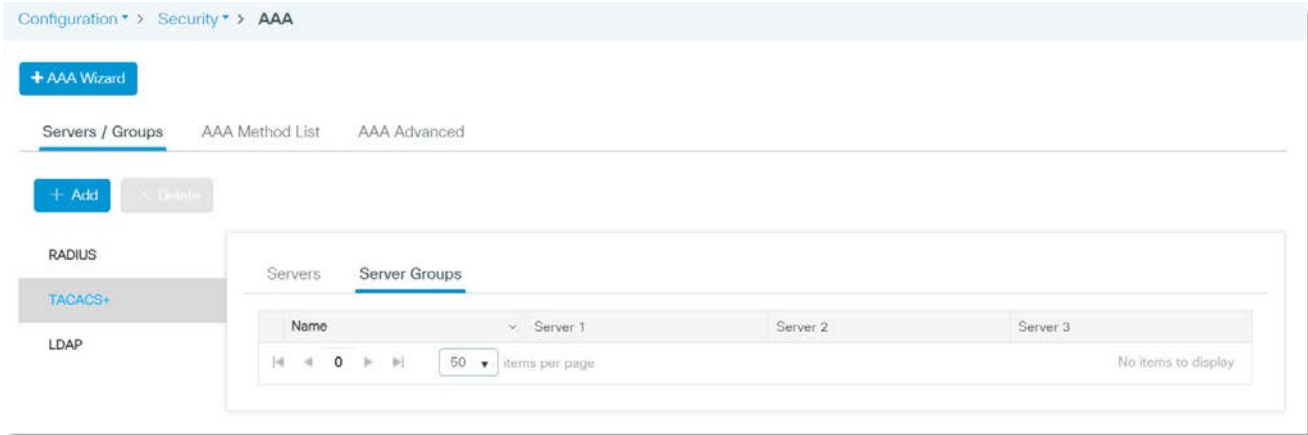 Configuration > Security > AAA
+ AAA Wizard
Servers / Groups AAA Method List AAA Advanced
+ Add × Delete
RADIUS
TACACS+
LDAP
Servers Server Groups
Name Server 1 Server 2 Server 3
0 50 items per page No items to display